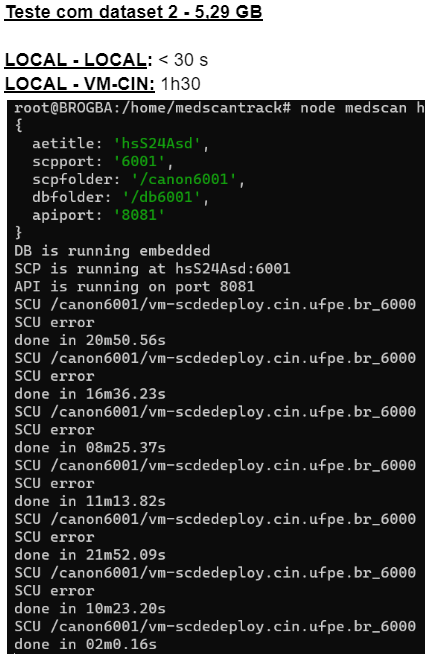 Teste com dataset 2 - 5,29 GB
LOCAL - LOCAL: < 30 s
LOCAL - VM-CIN: 1h30
root@BROGBA:/home/medscantrack# node medscan h
{
  aetitle: 'hsS24Asd',
  scpport: '6001',
  scpfolder: '/canon6001',
  dbfolder: '/db6001',
  apiport: '8081'
}
DB is running embedded
SCP is running at hsS24Asd:6001
API is running on port 8081
SCU /canon6001/vm-scdedeploy.cin.ufpe.br_6000
SCU error
done in 20m50.56s
SCU /canon6001/vm-scdedeploy.cin.ufpe.br_6000
SCU error
done in 16m36.23s
SCU /canon6001/vm-scdedeploy.cin.ufpe.br_6000
SCU error
done in 08m25.37s
SCU /canon6001/vm-scdedeploy.cin.ufpe.br_6000
SCU error
done in 11m13.82s
SCU /canon6001/vm-scdedeploy.cin.ufpe.br_6000
SCU error
done in 21m52.09s
SCU /canon6001/vm-scdedeploy.cin.ufpe.br_6000
SCU error
done in 10m23.20s
SCU /canon6001/vm-scdedeploy.cin.ufpe.br_6000
done in 02m0.16s